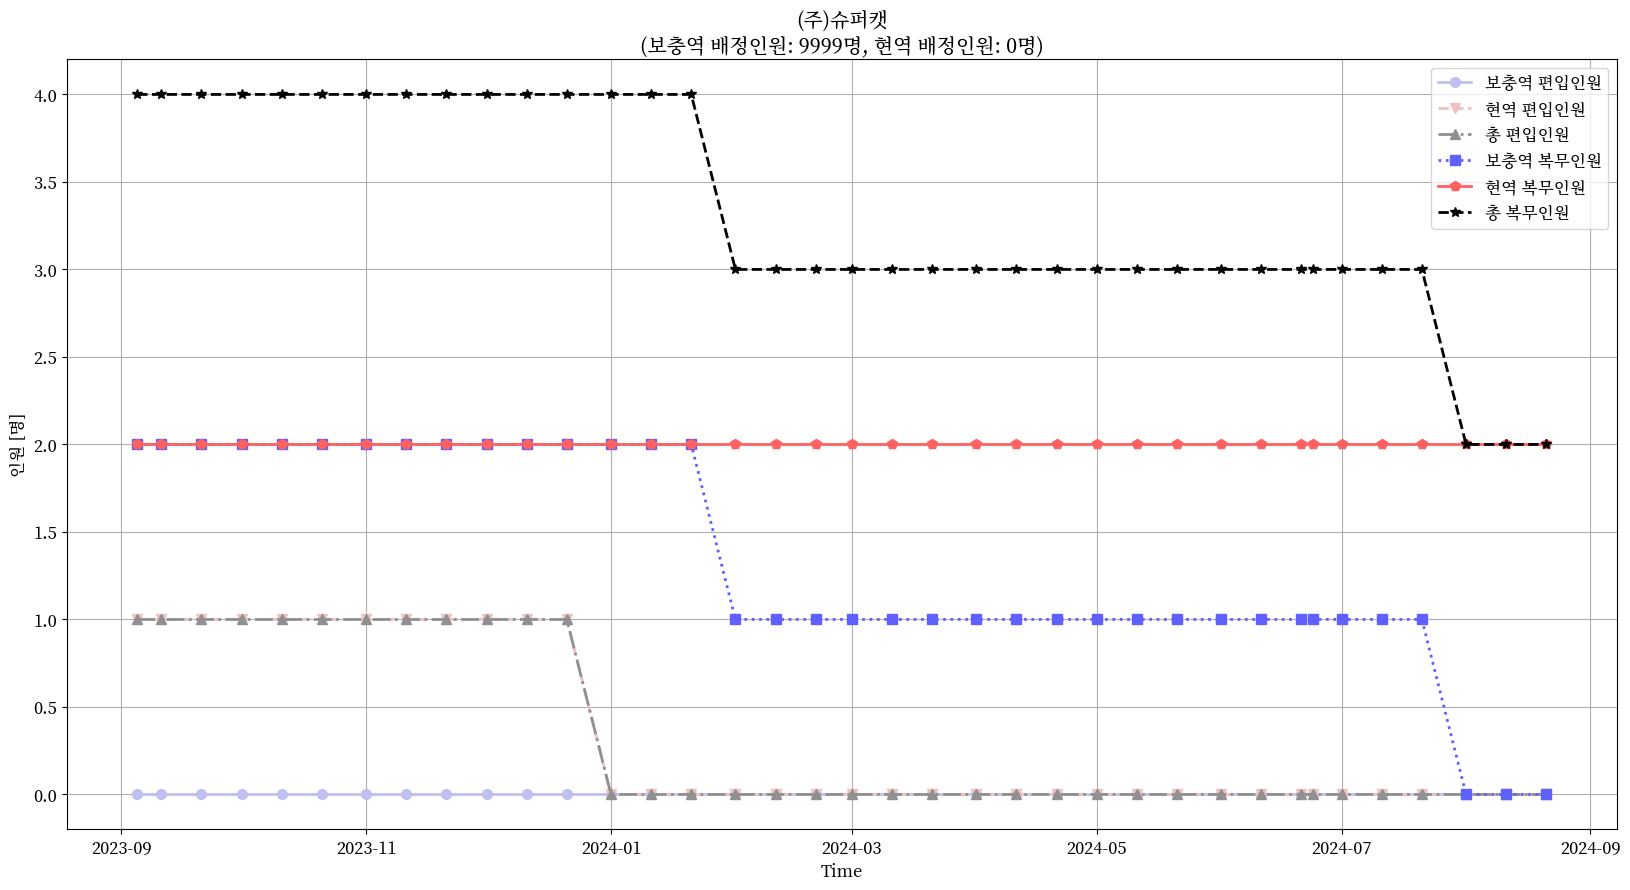 (주)슈퍼캣
(보충역 배정인원: 9999명, 현역 배정인원: 0명)
보충역 편입인원
현역 편입인원
총 편입인원
보충역 복무인원
현역 복무인원
총 복무인원
인원 [명]
4.0
3.5
3.0
2.5
2.0
1.5
1.0
0.5
0.0
2023-09 2023-11 2024-01 2024-03 2024-05 2024-07 2024-09
Time